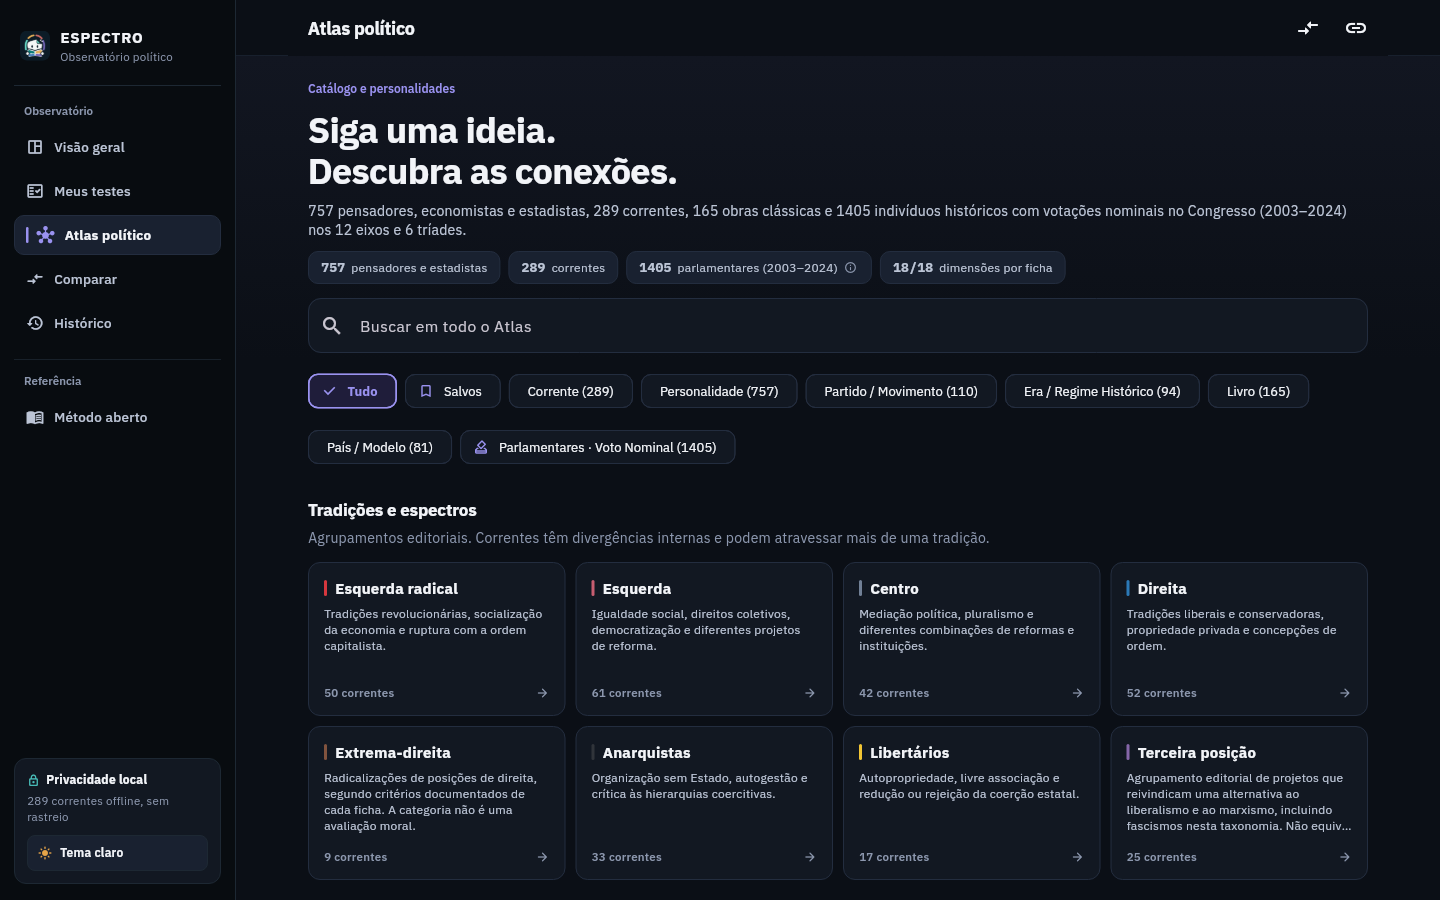 ESPECTRO
Observatório político
Observatório
Visão geral
Meus testes
Atlas político
Comparar
Histórico
Referência
Método aberto
Privacidade local
289 correntes offline, sem
rastreio
Tema claro
Atlas político
Catálogo e personalidades
Siga uma ideia.
Descubra as conexões.
757 pensadores, economistas e estadistas, 289 correntes, 165 obras clássicas e 1405 indivíduos históricos com votações nominais no Congresso (2003–2024)
nos 12 eixos e 6 tríades.
757 pensadores e estadistas
289 correntes
1405 parlamentares (2003–2024)
18/18 dimensões por ficha
Buscar em todo o Atlas
Tudo
Salvos
Corrente (289)
Personalidade (757)
Partido / Movimento (110)
Era / Regime Histórico (94)
Livro (165)
País / Modelo (81)
Parlamentares · Voto Nominal (1405)
Tradições e espectros
Agrupamentos editoriais. Correntes têm divergências internas e podem atravessar mais de uma tradição.
Esquerda radical
Tradições revolucionárias, socialização
da economia e ruptura com a ordem
capitalista.
50 correntes
Esquerda
Igualdade social, direitos coletivos,
democratização e diferentes projetos
de reforma.
61 correntes
Centro
Mediação política, pluralismo e
diferentes combinações de reformas e
instituições.
42 correntes
Direita
Tradições liberais e conservadoras,
propriedade privada e concepções de
ordem.
52 correntes
Extrema-direita
Radicalizações de posições de direita,
segundo critérios documentados de
cada ficha. A categoria não é uma
avaliação moral.
9 correntes
Anarquistas
Organização sem Estado, autogestão e
crítica às hierarquias coercitivas.
33 correntes
Libertários
Autopropriedade, livre associação e
redução ou rejeição da coerção estatal.
17 correntes
Terceira posição
Agrupamento editorial de projetos que
reivindicam uma alternativa ao
liberalismo e ao marxismo, incluindo
fascismos nesta taxonomia. Não equiv...
25 correntes